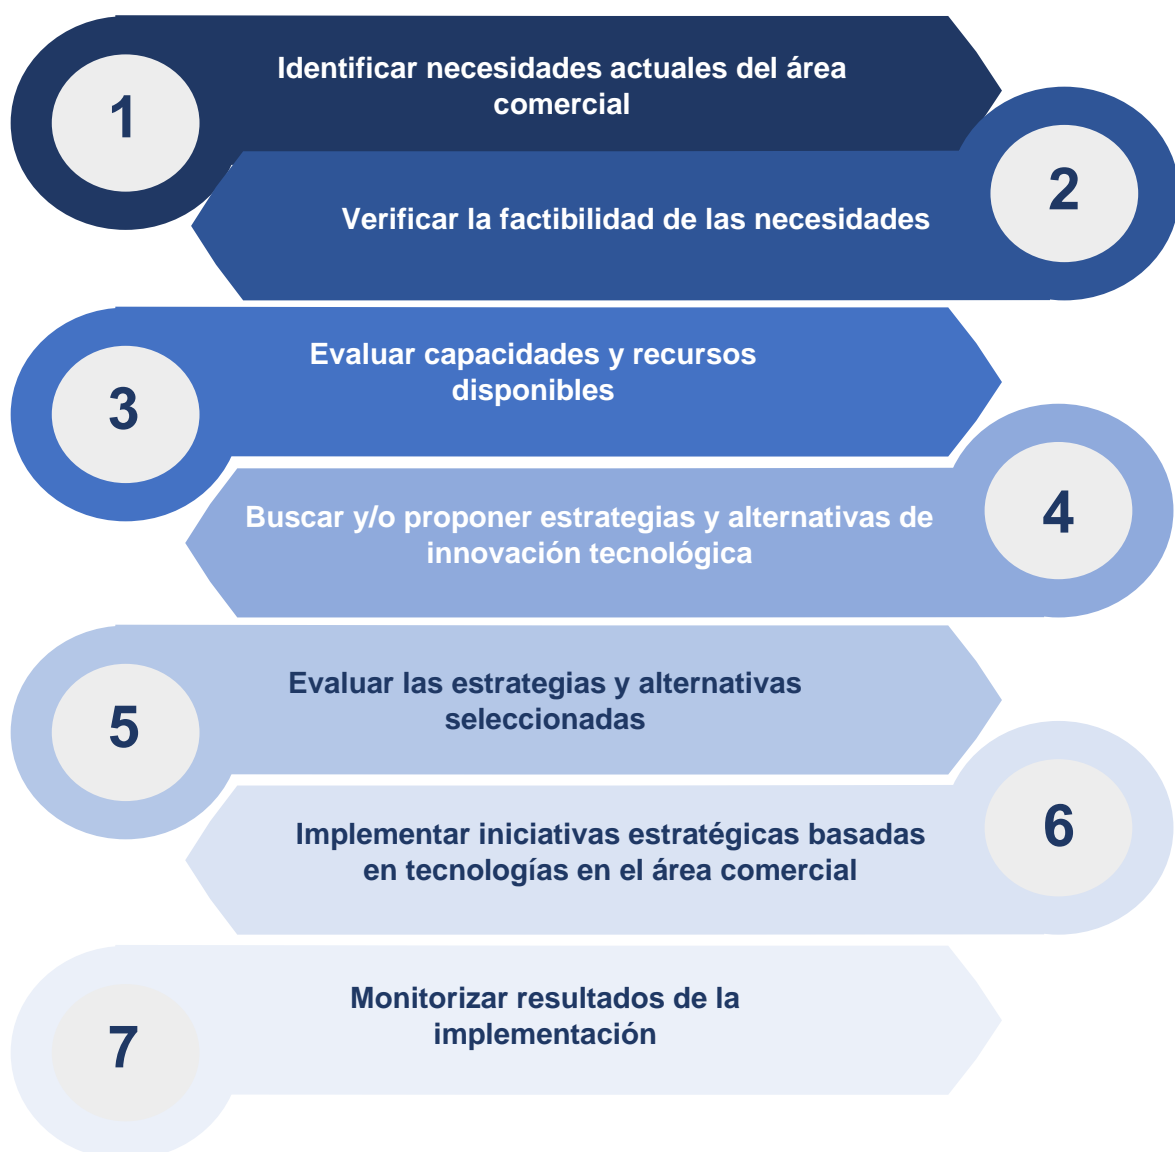 1
Identificar necesidades actuales del área
comercial
2
Verificar la factibilidad de las necesidades
3
Evaluar capacidades y recursos
disponibles
4
Buscar y/o proponer estrategias y alternativas de
innovación tecnológica
5
Evaluar las estrategias y alternativas
seleccionadas
6
Implementar iniciativas estratégicas basadas
en tecnologías en el área comercial
7
Monitorizar resultados de la
implementación